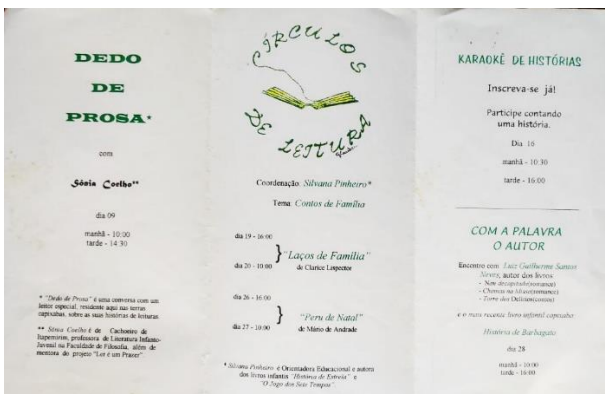 DEDO
DE
PROSA*
com
Sônia Coelho**
dia 09
manhã - 10:00
tarde - 14:30
* "Dedo de Prosa" é uma conversa com um
leitor especial, residente aqui nas terras
capixabas, sobre as suas histórias de leituras.
** Sônia Coelho é de Cachoeiro de
Itapemirim, professora de Literatura Infanto-
Juvenil na Faculdade de Filosofia, além de
mentora do projeto "Ler é um Prazer"
CÍRCULOS
DE LEITURA
Coordenação: Silvana Pinheiro*
Tema: Contos de Família
dia 19 - 16:00
dia 20 - 10:00
"Laços de Família"
de Clarice Linpector
dia 26 - 16:00
dia 27 - 10:00
"Peru de Natal"
de Mário de Andrade
* Silvana Pinheiro é Orientadora Educacional e autora
dos livros infantis "História de Estrela" e
"O Jogo dos Sete Tempos".
KARAOKÊ DE HISTÓRIAS
Inscreva-se já!
Participe contando
uma história.
Dia 16
manhã - 10:30
tarde - 16:00
COM A PALAVRA
O AUTOR
Encontro com Luiz Guilherme Santos
Neves, autor dos livros
- Nau decapitada(romance)
- (romance)
- Torre dos Delírios(contos)
e o mais recente livro infantil capixaba:
História de Barbagato
dia 28
manhã - 10:00
tarde - 16:00